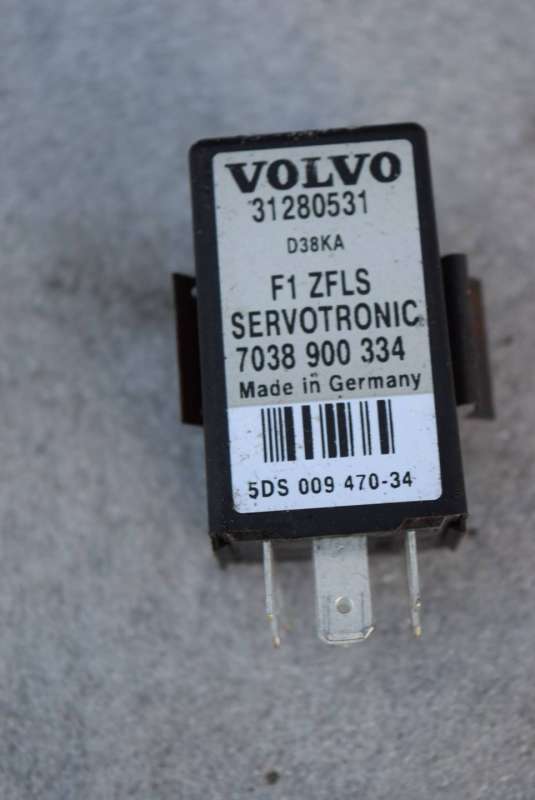 VOLVO
31280531
D38KA
F1 ZFLS
SERVOTRONIC
7038 900 334
Made in Germany
5DS 009 470-34